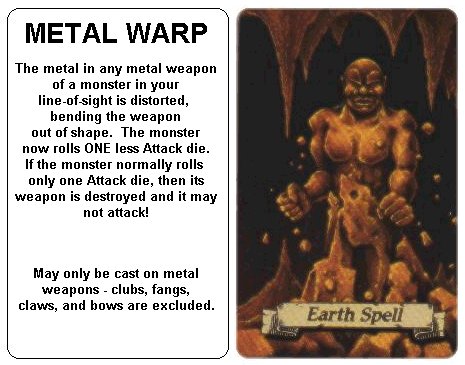 METAL WARP
The metal in any metal weapon
of a monster in your
line-of-sight is distorted,
bending the weapon
out of shape.  The monster
now rolls ONE less Attack die.
If the monster normally rolls
only one Attack die, then its
weapon is destroyed and it may
not attack!
May only be cast on metal
weapons - clubs, fangs,
claws, and bows are excluded.
Earth Spell